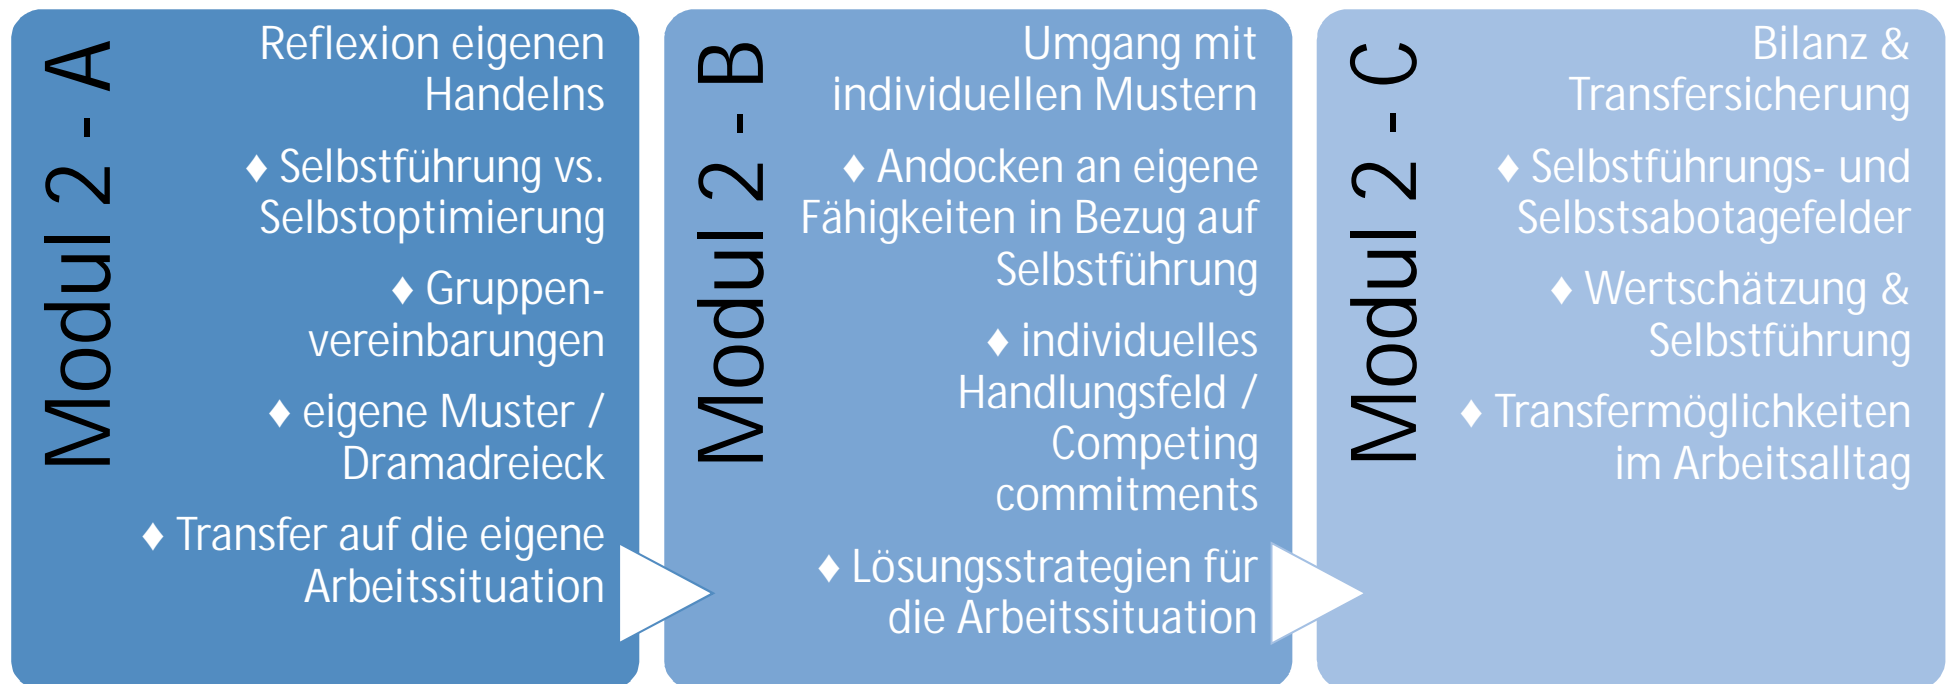 Modul 2 - A
Reflexion eigenen
Handelns
♦ Selbstführung vs.
Selbstoptimierung
♦ Gruppen-
vereinbarungen
♦ eigene Muster /
Dramadreieck
♦ Transfer auf die eigene
Arbeitssituation
Modul 2 - B
Umgang mit
individuellen Mustern
♦ Andocken an eigene
Fähigkeiten in Bezug auf
Selbstführung
♦ individuelles
Handlungsfeld /
Competing
commitments
♦ Lösungsstrategien für
die Arbeitssituation
Modul 2 - C
Bilanz &
Transfersicherung
♦ Selbstführungs- und
Selbstsabotagefelder
♦ Wertschätzung &
Selbstführung
♦ Transfermöglichkeiten
im Arbeitsalltag